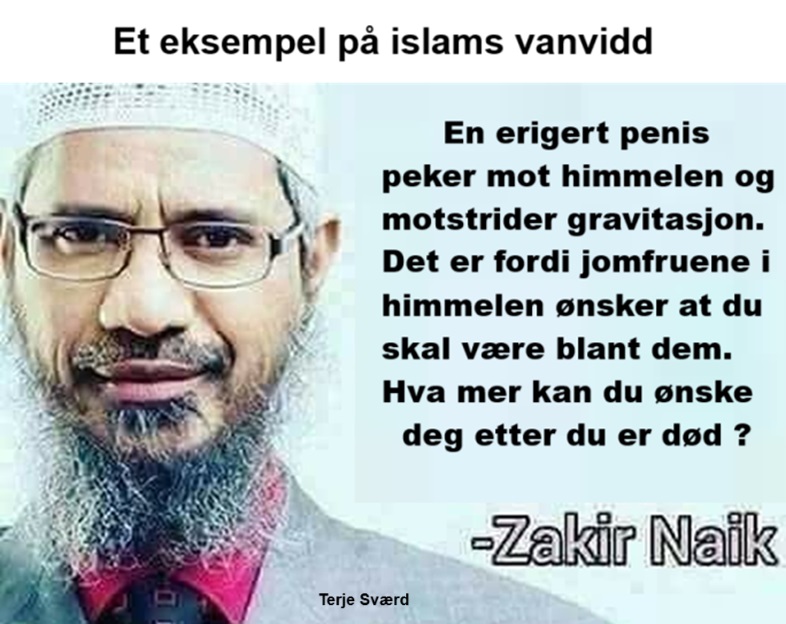 Et eksempel på islams vanvidd
En erigert penis
peker mot himmelen og
motstrider gravitasjon.
Det er fordi jomfruene i
himmelen ønsker at du
skal være blant dem.
Hva mer kan du ønske
deg etter du er død ?
-Zakir Naik
Terje Sværd